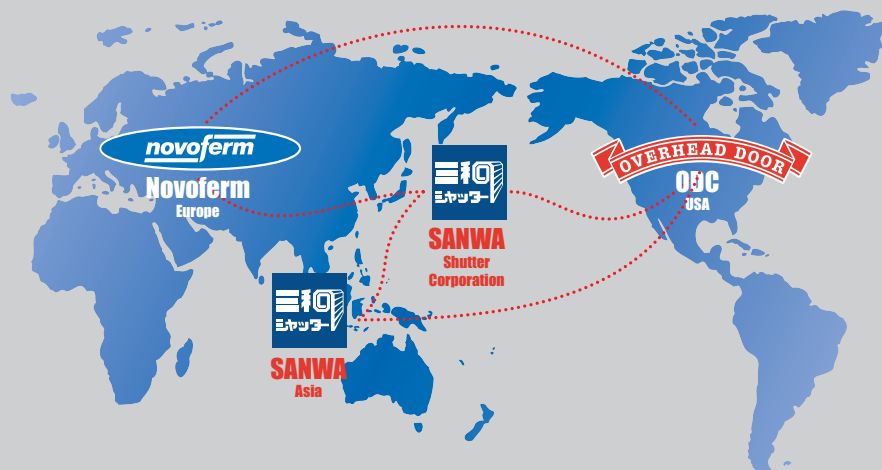 novoferm
Novoferm
Europe
三和
シャッター
SANWA
Shutter
Corporation
OVERHEAD DOOR
ODC
USA
三和
シャッター
SANWA
Asia